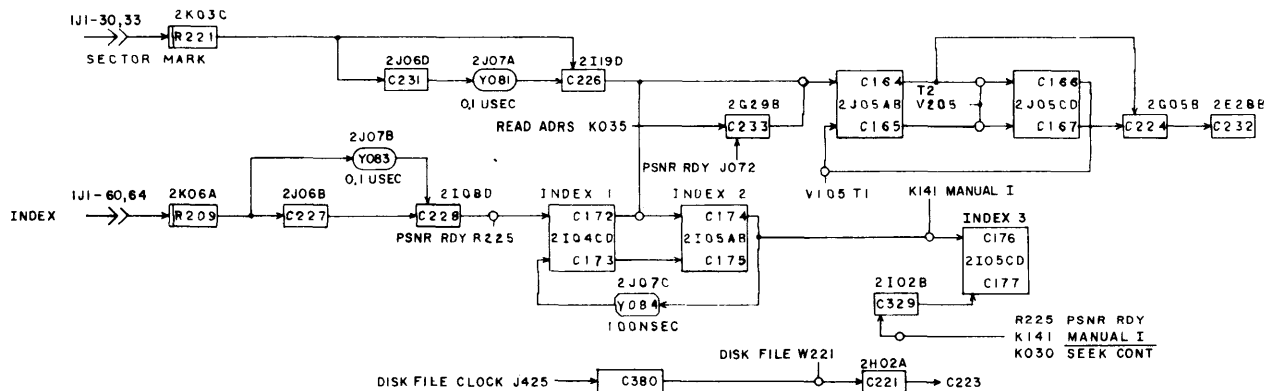 1J1-30,33
SECTOR MARK
2K03C
R221
2J06D
C231
2J07A
Y081
0.1 USEC
2I19D
C226
READ ADRS K035
2G29B
C233
PSNR RDY J072
C164
2J05AB
C165
T2
V205
C166
2J05CD
C167
V105 T1
2G05B
C224
2E28B
C232
INDEX
1J1-60,64
2K06A
R209
2J07B
Y083
0.1 USEC
2J06B
C227
2I08D
C228
PSNR RDY R225
INDEX 1
C172
2I04CD
C173
INDEX 2
C174
2I05AB
C175
2J07C
Y084
100NSEC
K141 MANUAL I
INDEX 3
C176
2I05CD
C177
2I02B
C329
R225 PSNR RDY
K141 MANUAL I
K030 SEEK CONT
DISK FILE CLOCK J425
C380
DISK FILE W221
2H02A
C221
C223